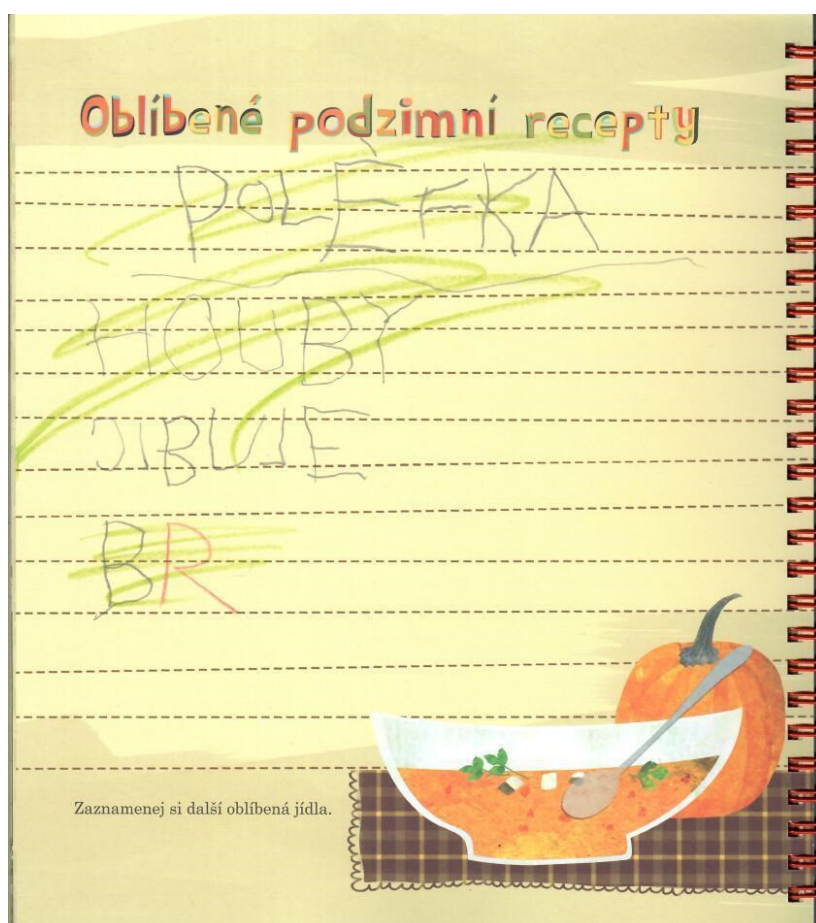 Oblíbené podzimní recepty
POLÉFKA
HOUBY
JIBUJE
BR
Zaznamenej si další oblíbená jídla.